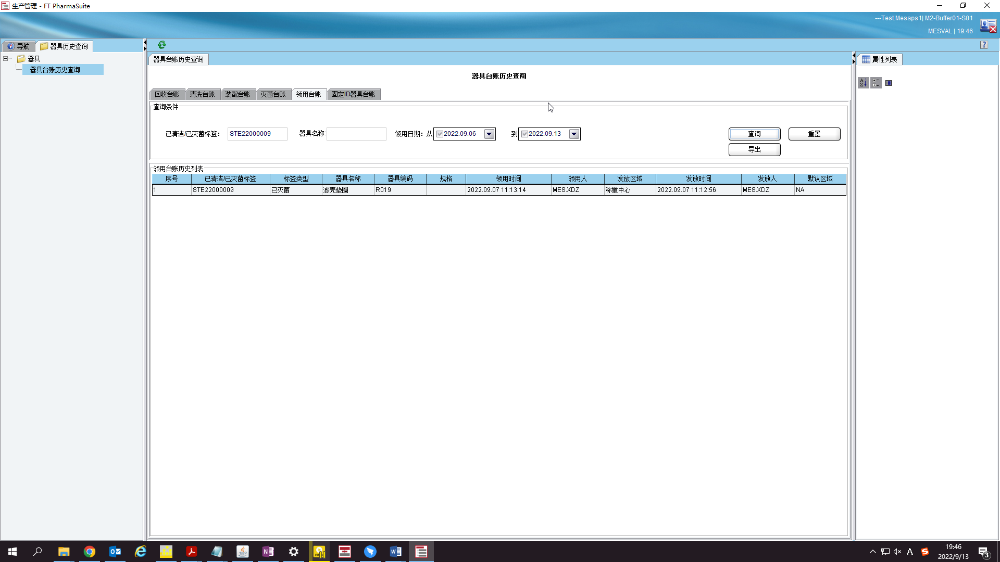 生产管理 - FT PharmaSuite
---Test.Mesaps1| M2-Buffer01-S01
MESVAL | 19:46
导航
器具历史查询
器具
器具台账历史查询
器具台账历史查询
属性列表
器具台账历史查询
回收台账 清洗台账 装配台账 灭菌台账 领用台账 固定ID器具台账
查询条件
已清洁/已灭菌标签： STE22000009 器具名称: 领用日期：从 2022.09.06 到 2022.09.13 查询 重置
导出
领用台账历史列表
序号 已清洁/已灭菌标签 标签类型 器具名称 器具编码 规格 领用时间 领用人 发放区域 发放时间 发放人 默认区域
1 STE22000009 已灭菌 滤壳垫圈 R019 2022.09.07 11:13:14 MES.XDZ 称量中心 2022.09.07 11:12:56 MES.XDZ NA
A
19:46
2022/9/13
3